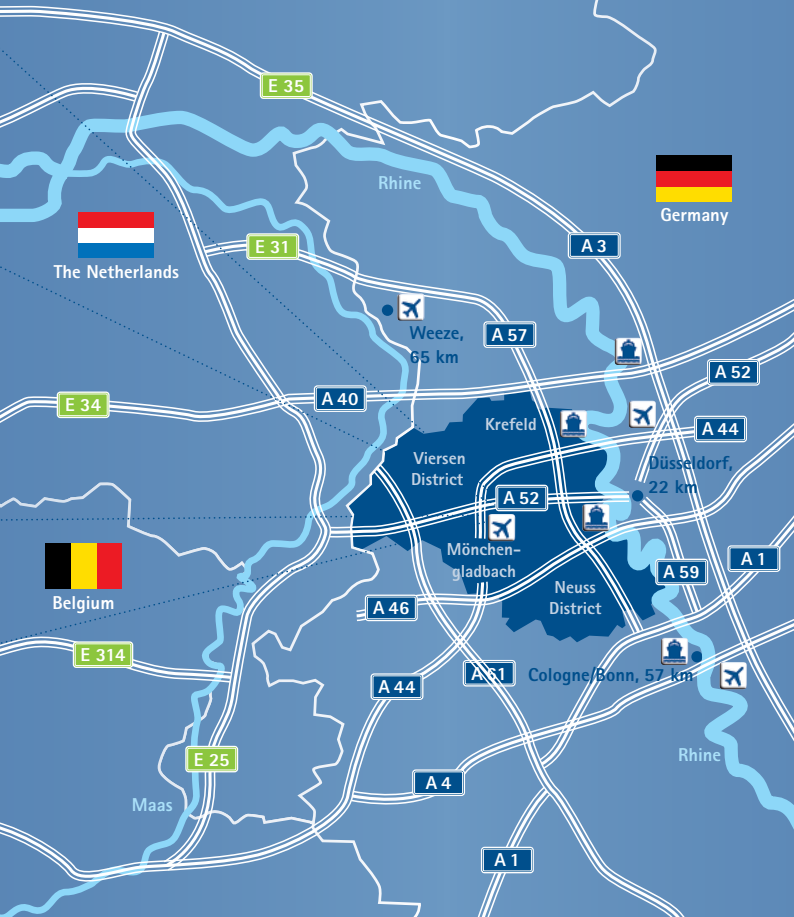 E 35
Rhine
Germany
A 3
The Netherlands
E 31
Weeze,
65 km
A 57
A 52
A 40
E 34
Krefeld
A 44
Viersen
District
Düsseldorf,
22 km
A 52
Mönchen-
gladbach
A 1
A 59
Belgium
Neuss
District
A 46
E 314
A 61
Cologne/Bonn, 57 km
A 44
E 25
Rhine
A 4
Maas
A 1